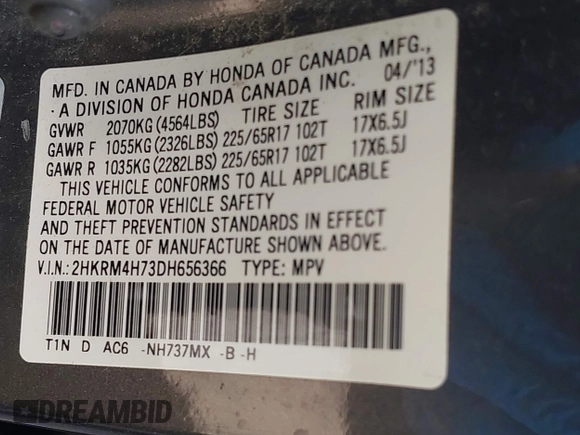 MFD. IN CANADA BY HONDA OF CANADA MFG.,
· A DIVISION OF HONDA CANADA INC. 04/'13
GVWR 2070KG(4564LBS) TIRE SIZE RIM SIZE
GAWR F 1055KG(2326LBS) 225/65R17 102T 17X6.5J
GAWR R 1035KG(2282LBS) 225/65R17 102T 17X6.5J
THIS VEHICLE CONFORMS TO ALL APPLICABLE
FEDERAL MOTOR VEHICLE SAFETY
AND THEFT PREVENTION STANDARDS IN EFFECT
ON THE DATE OF MANUFACTURE SHOWN ABOVE.
V.I.N.: 2HKRM4H73DH656366 TYPE: MPV
T1N D AC6 -NH737MX -B -H
DREAMBID